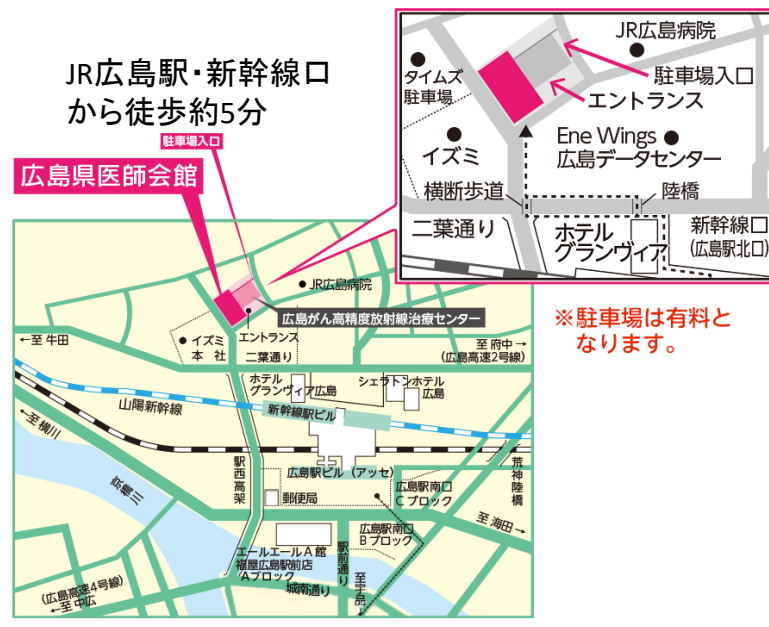 JR広島駅・新幹線口
から徒歩約5分
駐車場入口
広島県医師会館
JR広島病院
タイムズ
駐車場
駐車場入口
エントランス
イズミ
Ene Wings
広島データセンター
横断歩道
陸橋
二葉通り
ホテル
グランヴィア
新幹線口
(広島駅北口)
※駐車場は有料と
なります。
JR広島病院
広島がん高精度放射線治療センター
エントランス
イズミ
本社
二葉通り
←至 牛田
至 府中→
(広島高速2号線)
ホテル
グランヴィア広島
シェラトンホテル
広島
山陽新幹線
新幹線駅ビル
←至 横川
京橋川
駅西高架
広島駅ビル (アッセ)
荒神陸橋
郵便局
広島駅南口
Cブロック
至 海田→
広島駅南口
Bブロック
エールエールA館
福屋広島駅前店
Aブロック
駅前通り
城南通り
至宇品→
(広島高速4号線)
←至 中広